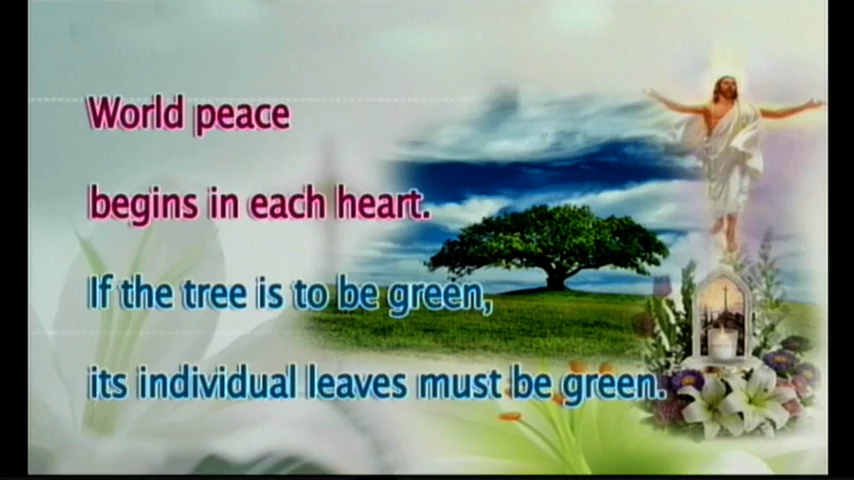 World peace
begins in each heart.
If the tree is to be green,
its individual leaves must be green.